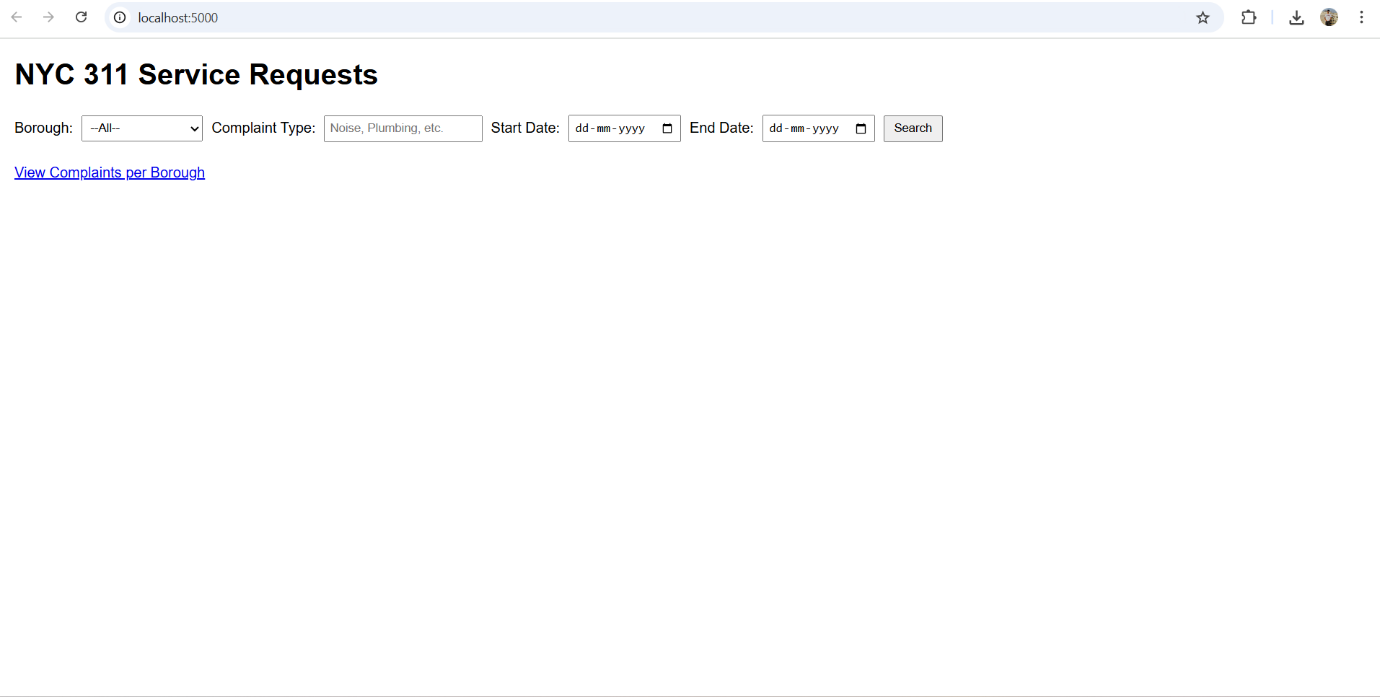 localhost:5000
NYC 311 Service Requests
Borough: --All-- Complaint Type: Noise, Plumbing, etc. Start Date: dd-mm-yyyy End Date: dd-mm-yyyy Search
View Complaints per Borough